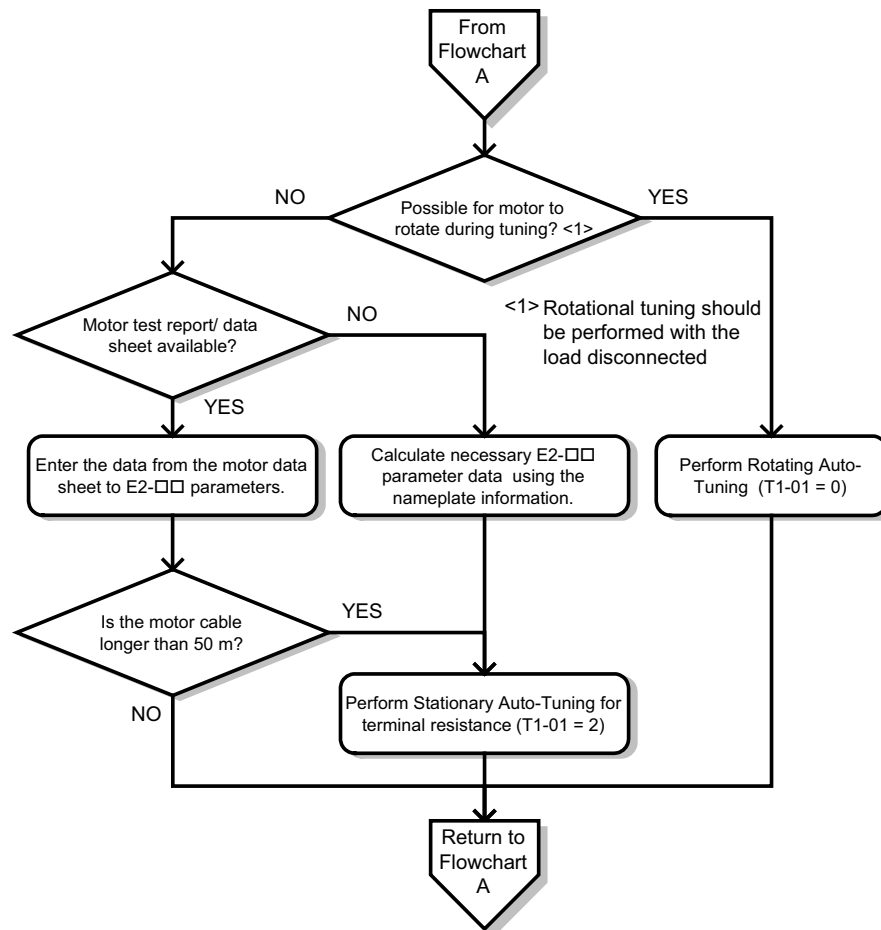 From
Flowchart
A
NO
YES
Possible for motor to
rotate during tuning? <1>
<1> Rotational tuning should
be performed with the
load disconnected
Motor test report/ data
sheet available?
NO
YES
Enter the data from the motor data
sheet to E2-□□ parameters.
Calculate necessary E2-□□
parameter data using the
nameplate information.
Perform Rotating Auto-
Tuning (T1-01 = 0)
Is the motor cable
longer than 50 m?
YES
NO
Perform Stationary Auto-Tuning for
terminal resistance (T1-01 = 2)
Return to
Flowchart
A